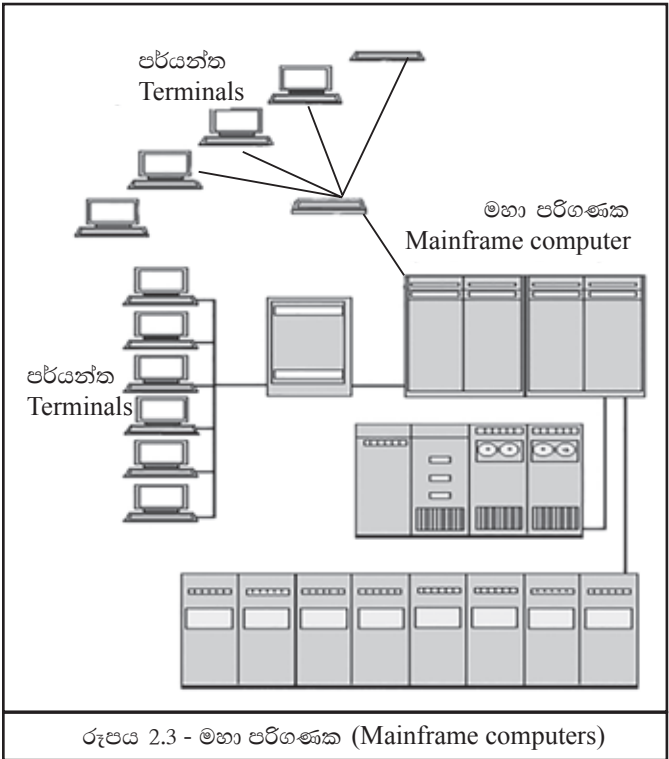 පර්යන්ත
Terminals
මහා පරිගණක
Mainframe computer
පර්යන්ත
Terminals
රූපය 2.3 - මහා පරිගණක (Mainframe computers)